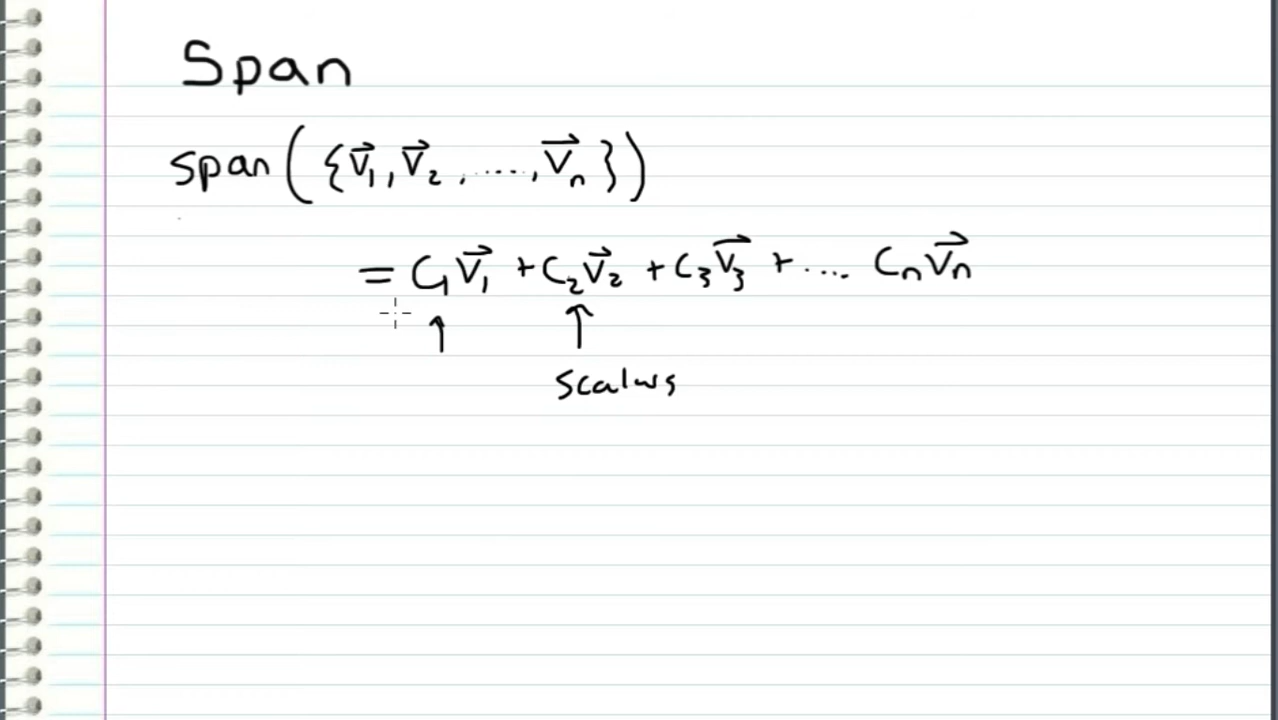 Span
span({v⃗₁, v⃗₂, ...., v⃗ₙ})
= c₁v⃗₁ + c₂v⃗₂ + c₃v⃗₃ + .... cₙv⃗ₙ
↑ ↑
scalars